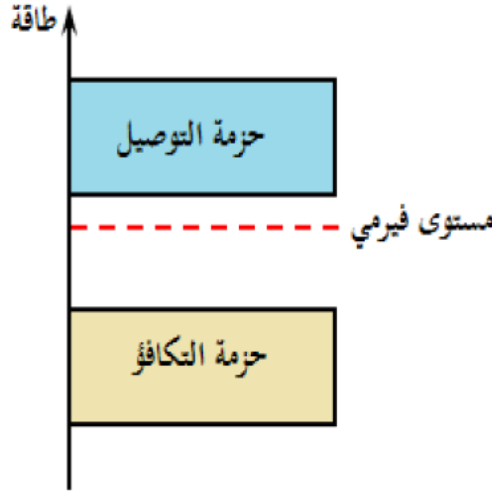 طاقة
حزمة التوصيل
مستوى فيرمي
حزمة التكافؤ